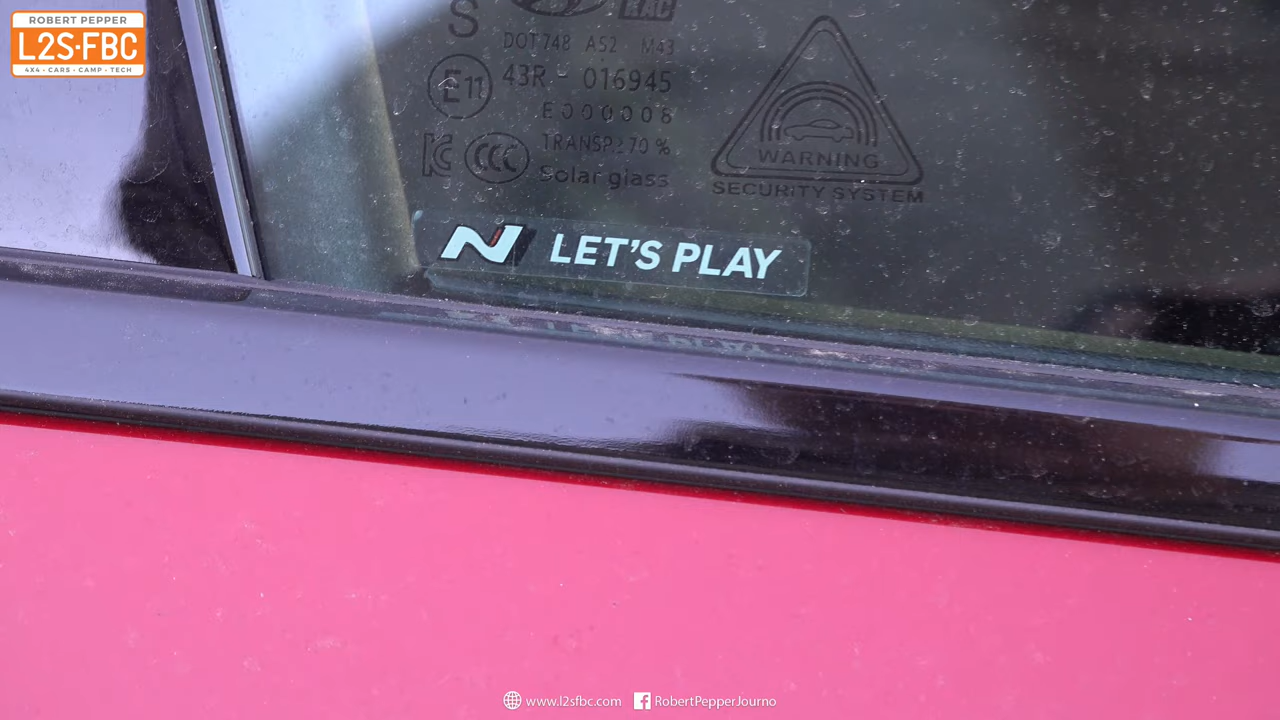 ROBERT PEPPER
L2S·FBC
4X4 · CARS · CAMP · TECH
S
DOT748 AS2 M43
E11
43R - 016945
E000008
TRANSP.≥70 %
CCC
Solar glass
WARNING
SECURITY SYSTEM
N LET'S PLAY
www.l2sfbc.com
RobertPepperJourno